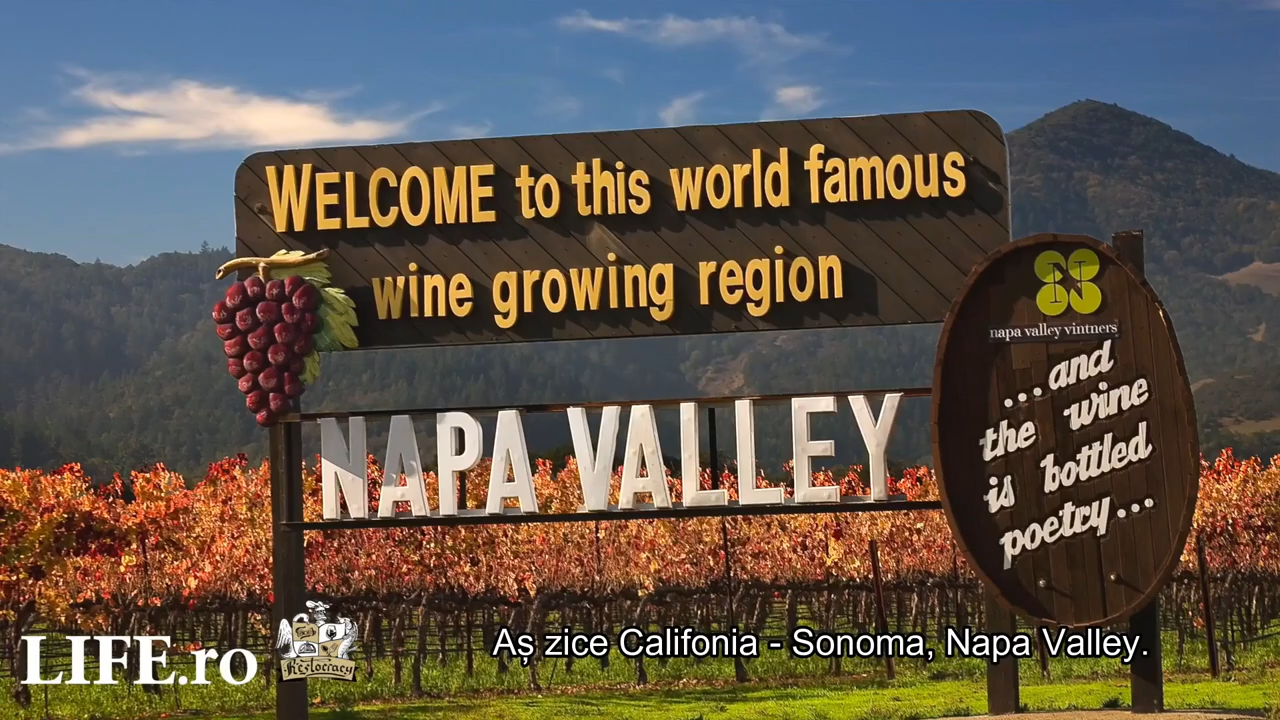 WELCOME to this world famous
wine growing region
NAPA VALLEY
napa valley vintners
...and
the wine
is bottled
poetry...
LIFE.ro
Restocracy
Aș zice Califonia - Sonoma, Napa Valley.